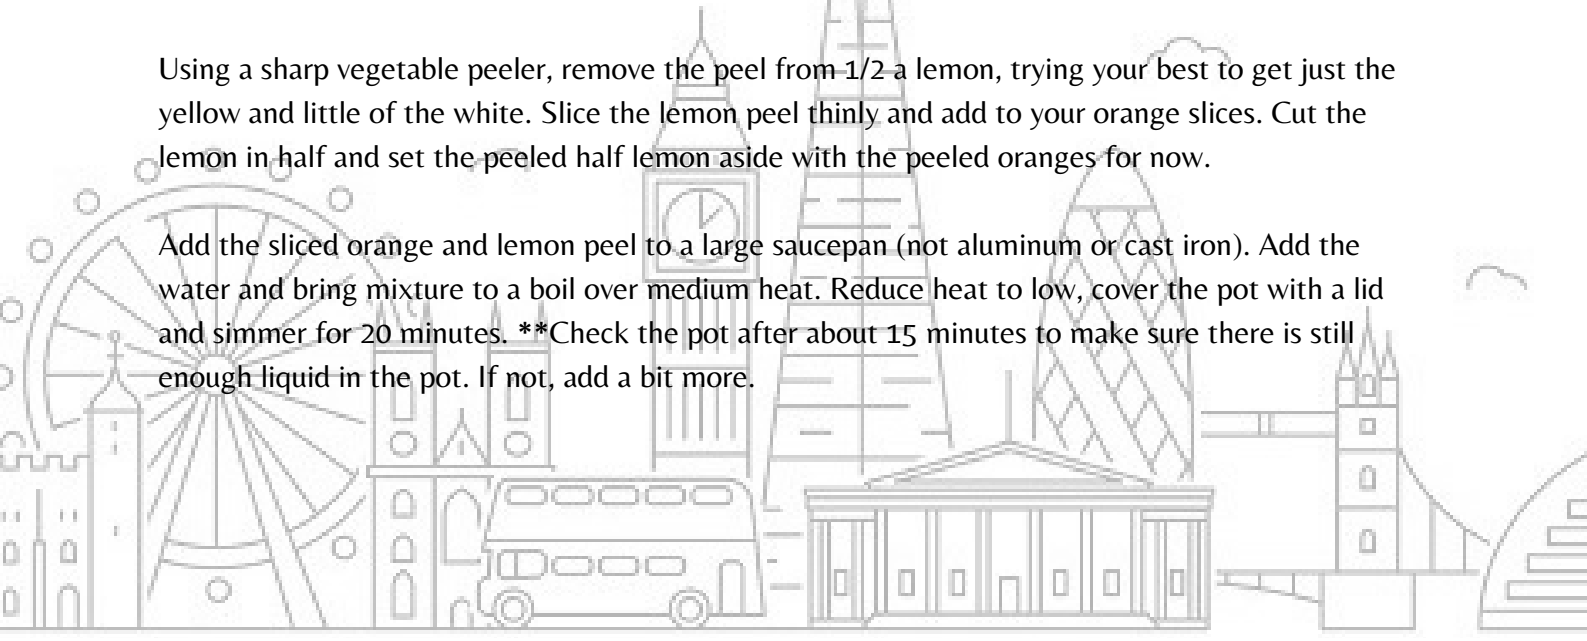 Using a sharp vegetable peeler, remove the peel from 1/2 a lemon, trying your best to get just the
yellow and little of the white. Slice the lemon peel thinly and add to your orange slices. Cut the
lemon in half and set the peeled half lemon aside with the peeled oranges for now.
Add the sliced orange and lemon peel to a large saucepan (not aluminum or cast iron). Add the
water and bring mixture to a boil over medium heat. Reduce heat to low, cover the pot with a lid
and simmer for 20 minutes. **Check the pot after about 15 minutes to make sure there is still
enough liquid in the pot. If not, add a bit more.